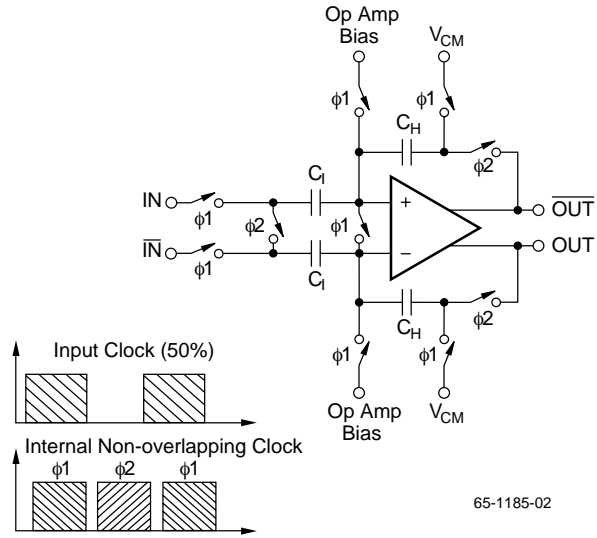 Op Amp
Bias
V_CM
ϕ1
ϕ1
C_H
ϕ2
C_I
IN
ϕ1
ϕ2
ϕ1
+
OUT
IN
ϕ1
C_I
–
OUT
C_H
ϕ2
ϕ1
ϕ1
Op Amp
Bias
V_CM
Input Clock (50%)
Internal Non-overlapping Clock
ϕ1 ϕ2 ϕ1
65-1185-02